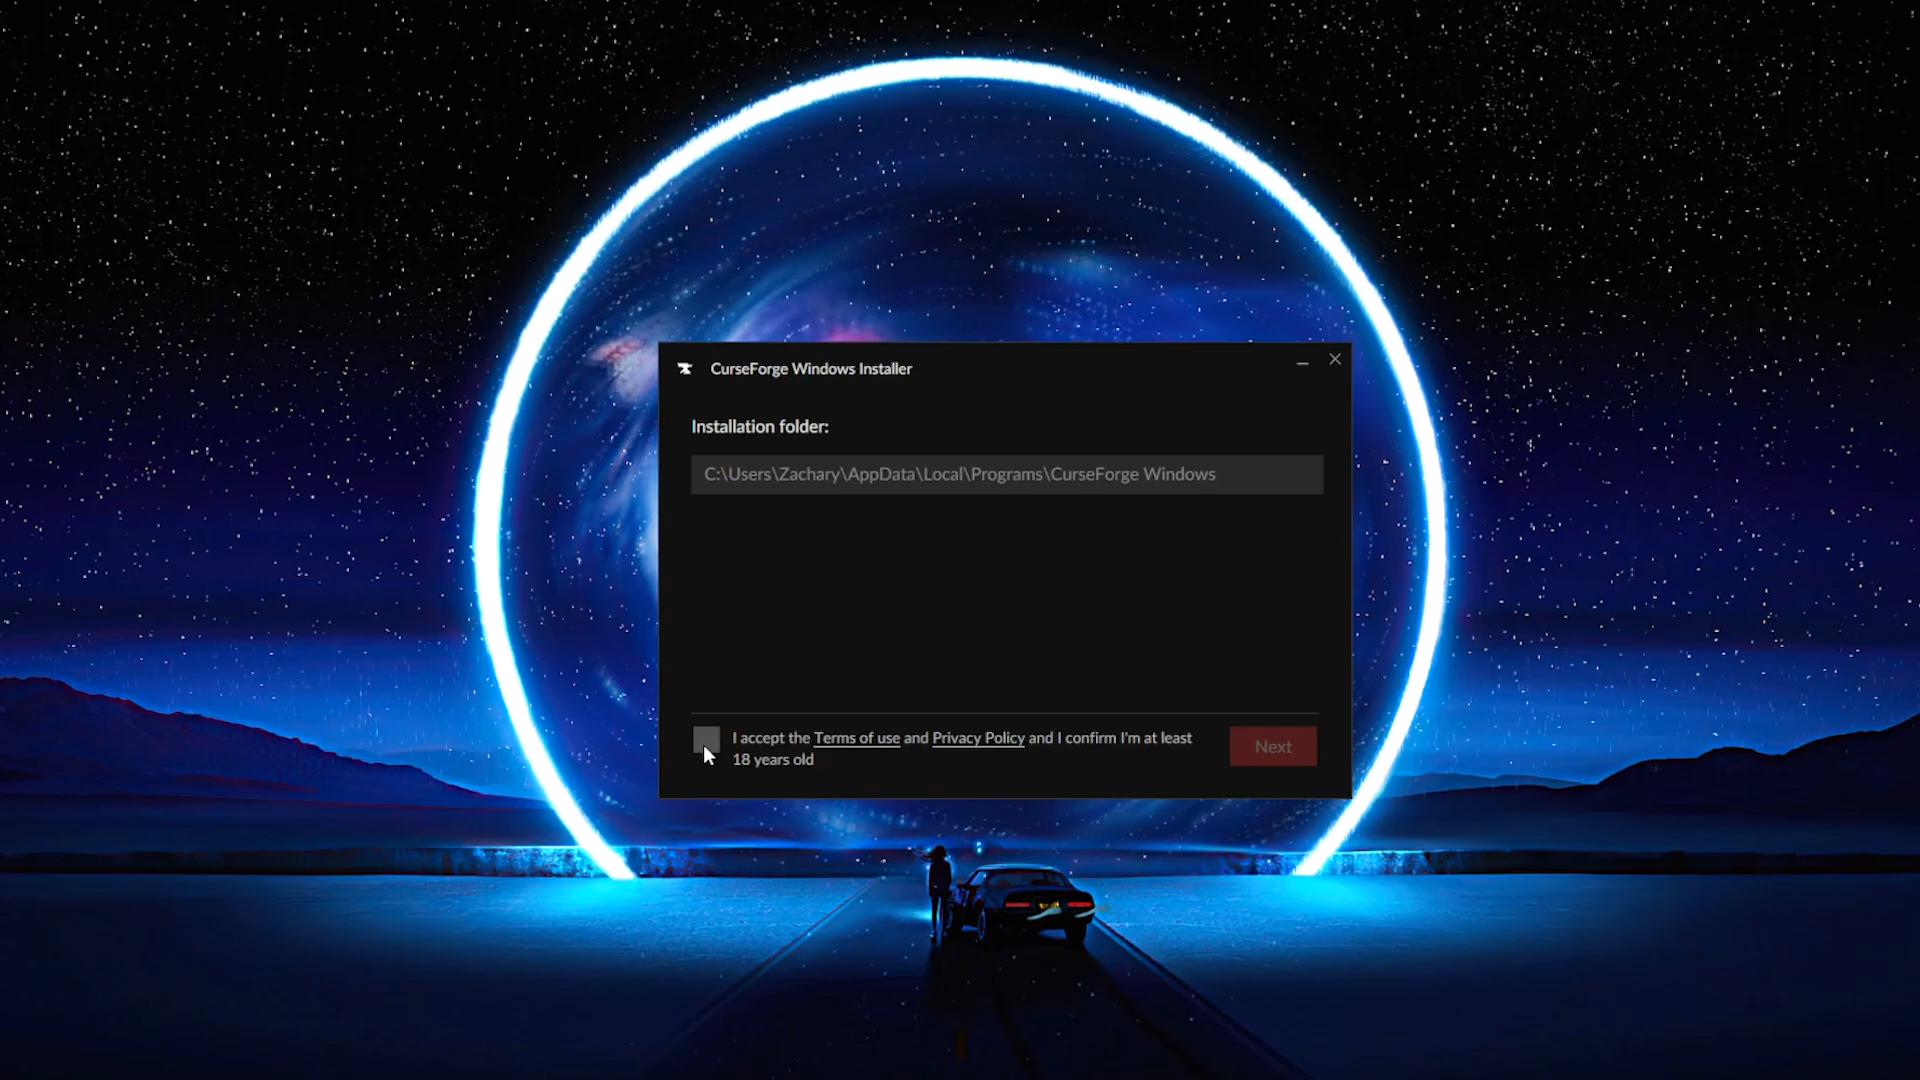 CurseForge Windows Installer
Installation folder:
C:\Users\Zachary\AppData\Local\Programs\CurseForge Windows
I accept the Terms of use and Privacy Policy and I confirm I'm at least
18 years old
Next